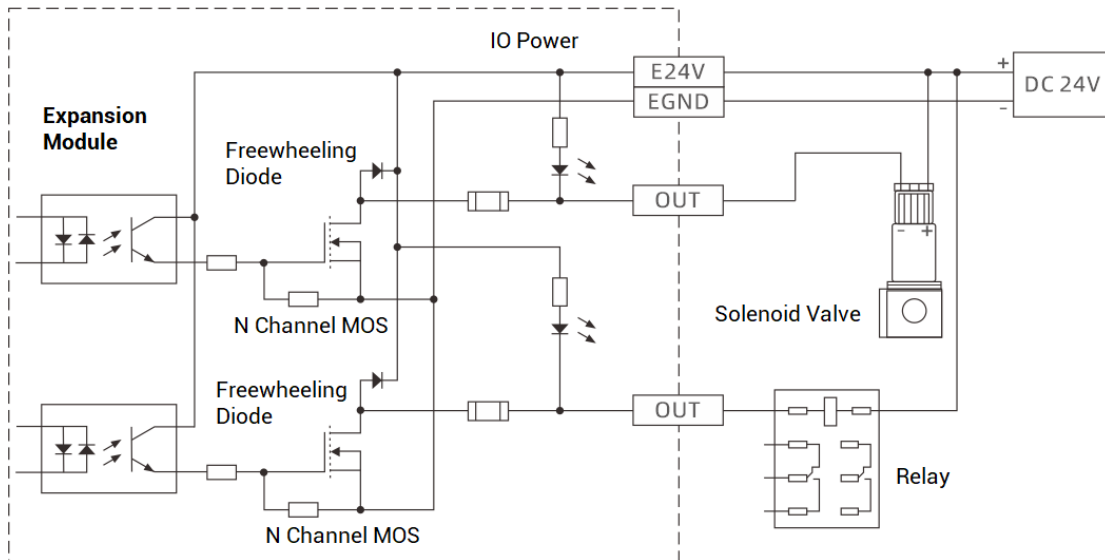 IO Power
E24V
EGND
+
-
DC 24V
Expansion
Module
Freewheeling
Diode
OUT
- +
Solenoid Valve
N Channel MOS
Freewheeling
Diode
OUT
Relay
N Channel MOS